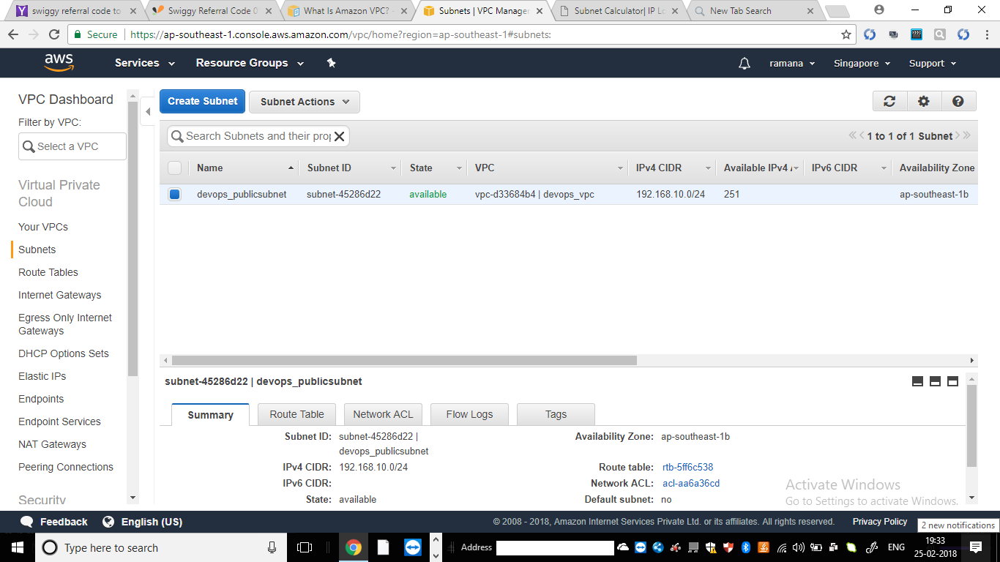 swiggy referral code to
Swiggy Referral Code 0
What Is Amazon VPC? -
Subnets | VPC Manager
Subnet Calculator| IP Lo
New Tab Search
Secure
https://ap-southeast-1.console.aws.amazon.com/vpc/home?region=ap-southeast-1#subnets:
aws
Services
Resource Groups
ramana
Singapore
Support
VPC Dashboard
Filter by VPC:
Select a VPC
Virtual Private
Cloud
Your VPCs
Subnets
Route Tables
Internet Gateways
Egress Only Internet
Gateways
DHCP Options Sets
Elastic IPs
Endpoints
Endpoint Services
NAT Gateways
Peering Connections
Security
Create Subnet
Subnet Actions
Search Subnets and their prop
1 to 1 of 1 Subnet
Name Subnet ID State VPC IPv4 CIDR Available IPv4 IPv6 CIDR Availability Zone
devops_publicsubnet subnet-45286d22 available vpc-d33684b4 | devops_vpc 192.168.10.0/24 251 ap-southeast-1b
subnet-45286d22 | devops_publicsubnet
Summary Route Table Network ACL Flow Logs Tags
Subnet ID: subnet-45286d22 |
devops_publicsubnet
Availability Zone: ap-southeast-1b
IPv4 CIDR: 192.168.10.0/24
Route table: rtb-5ff6c538
IPv6 CIDR:
Network ACL: acl-aa6a36cd
State: available
Default subnet: no
Activate Windows
Go to Settings to activate Windows.
Feedback
English (US)
© 2008 - 2018, Amazon Internet Services Private Ltd. or its affiliates. All rights reserved.
Privacy Policy
2 new notifications
Type here to search
Address
ENG
19:33
25-02-2018